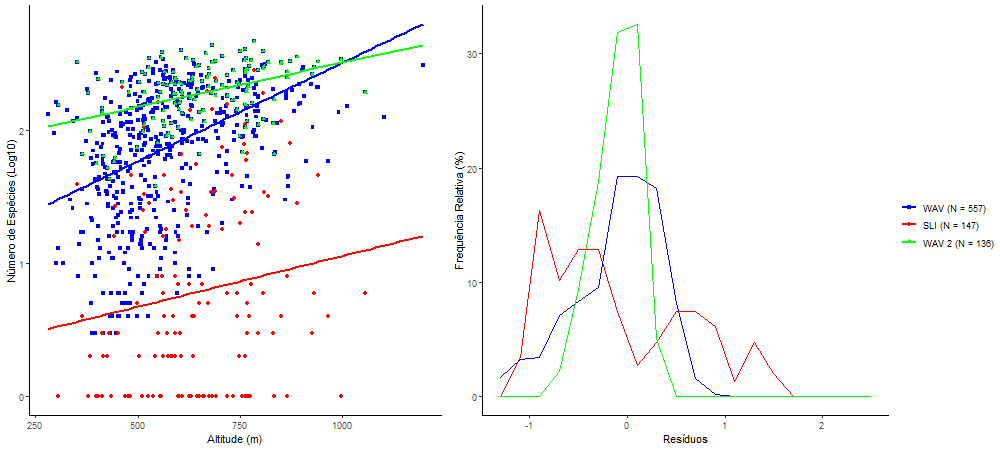 Número de Espécies (Log10)
2
1
0
250
500
750
1000
Altitude (m)
Frequência Relativa (%)
30
20
10
0
-1
0
1
2
Resíduos
WAV (N = 557)
SLI (N = 147)
WAV 2 (N = 136)